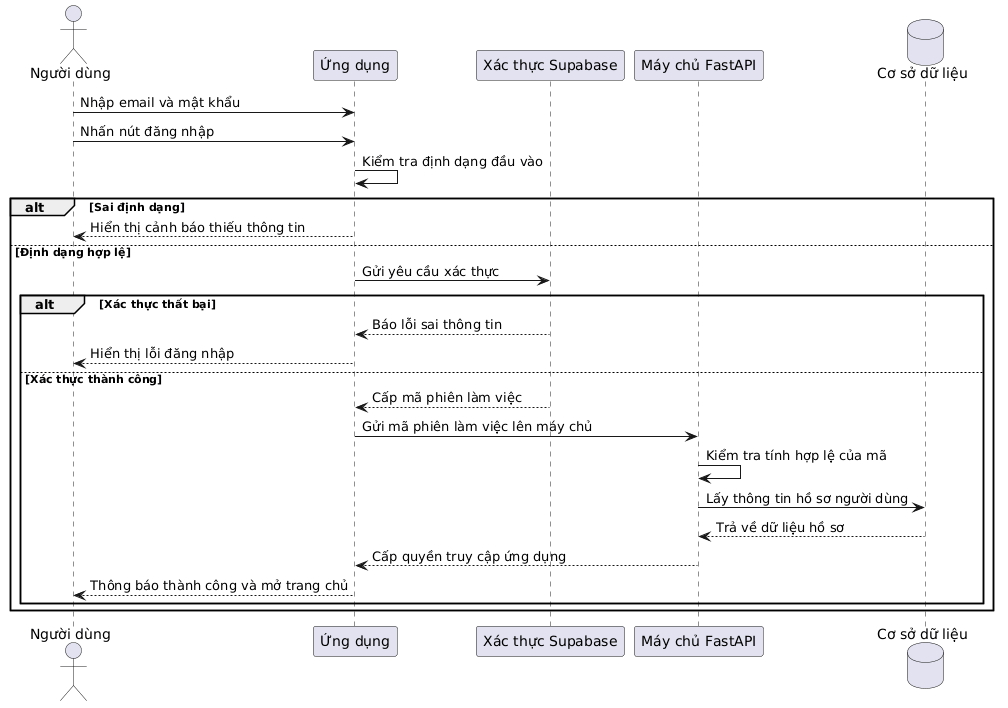 Người dùng
Ứng dụng
Xác thực Supabase
Máy chủ FastAPI
Cơ sở dữ liệu
Nhập email và mật khẩu
Nhấn nút đăng nhập
Kiểm tra định dạng đầu vào
alt [Sai định dạng]
Hiển thị cảnh báo thiếu thông tin
[Định dạng hợp lệ]
Gửi yêu cầu xác thực
alt [Xác thực thất bại]
Báo lỗi sai thông tin
Hiển thị lỗi đăng nhập
[Xác thực thành công]
Cấp mã phiên làm việc
Gửi mã phiên làm việc lên máy chủ
Kiểm tra tính hợp lệ của mã
Lấy thông tin hồ sơ người dùng
Trả về dữ liệu hồ sơ
Cấp quyền truy cập ứng dụng
Thông báo thành công và mở trang chủ
Người dùng
Ứng dụng
Xác thực Supabase
Máy chủ FastAPI
Cơ sở dữ liệu